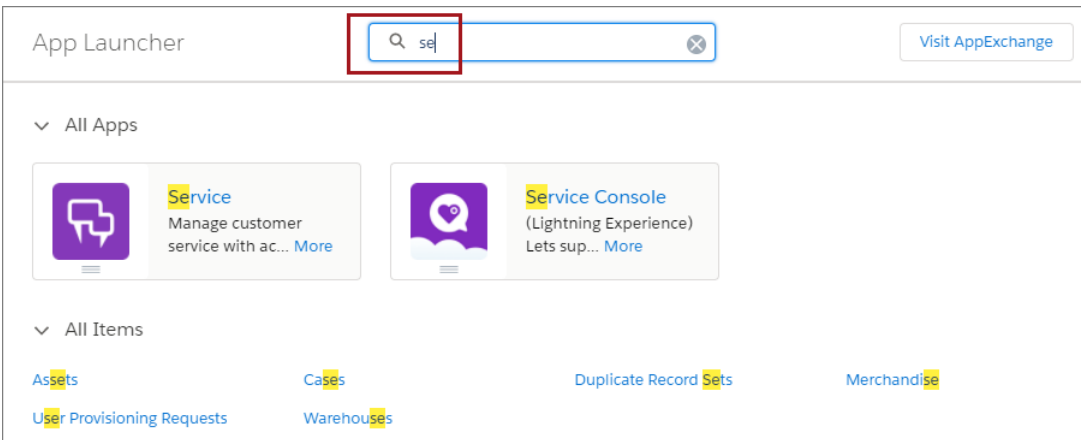 App Launcher
se
Visit AppExchange
All Apps
Service
Manage customer
service with ac... More
Service Console
(Lightning Experience)
Lets sup... More
All Items
Assets
Cases
Duplicate Record Sets
Merchandise
User Provisioning Requests
Warehouses